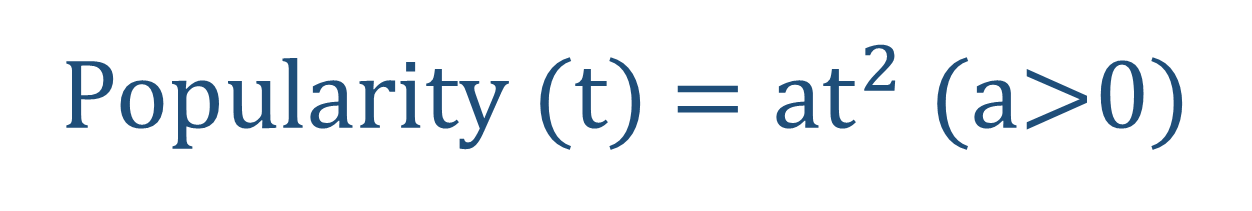 Popularity (t) = at² (a>0)